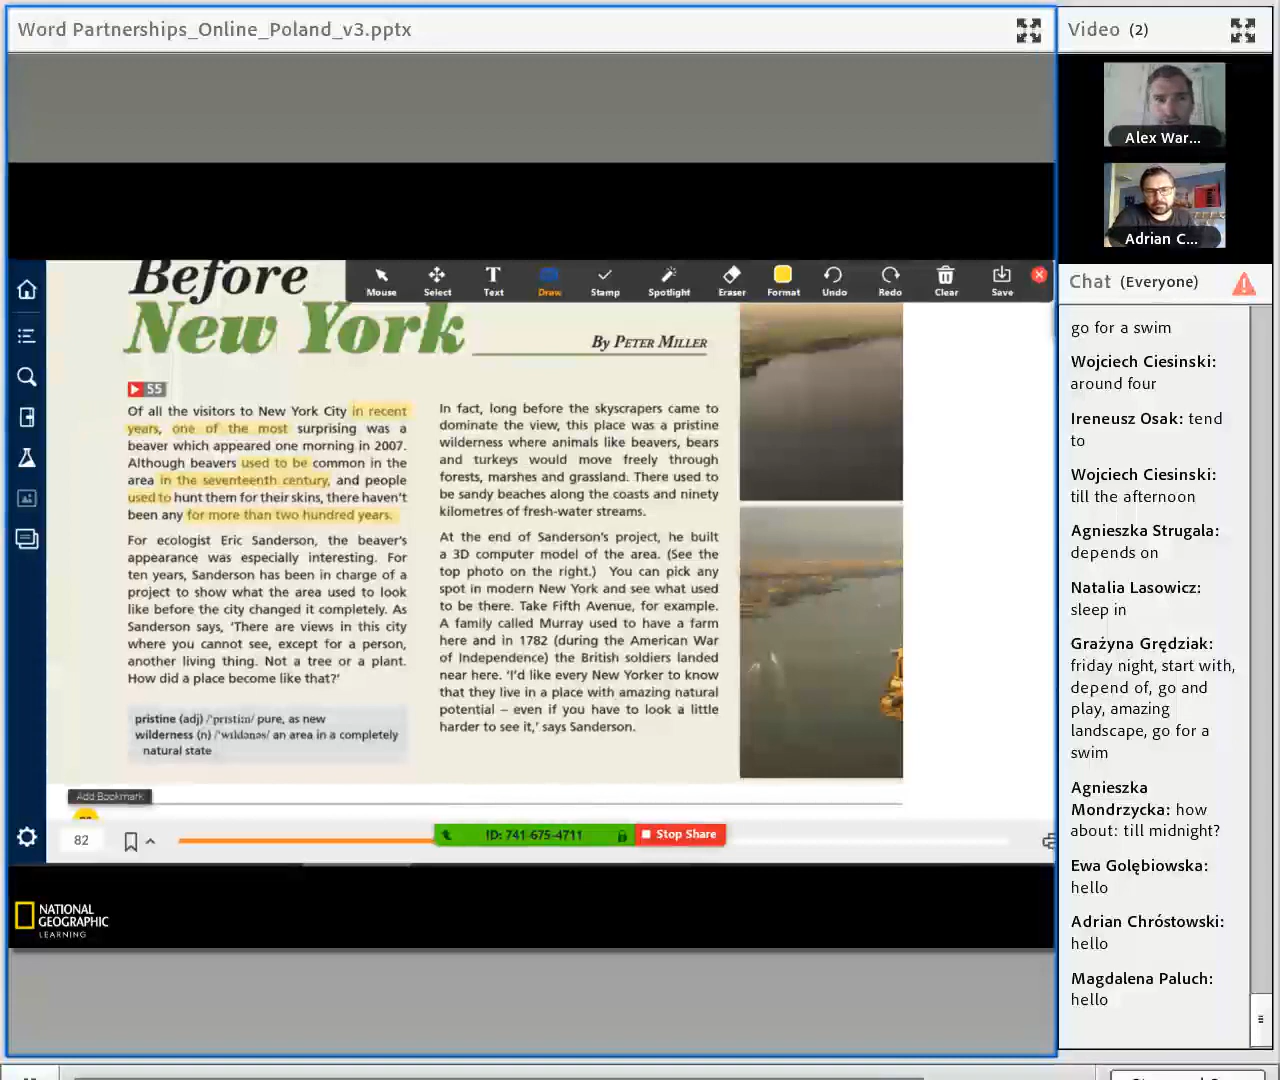 Word Partnerships_Online_Poland_v3.pptx
Video (2)
Alex War...
Adrian C...
Chat (Everyone)
go for a swim
Wojciech Ciesinski:
around four
Ireneusz Osak: tend
to
Wojciech Ciesinski:
till the afternoon
Agnieszka Strugala:
depends on
Natalia Lasowicz:
sleep in
Grażyna Grędziak:
friday night, start with,
depend of, go and
play, amazing
landscape, go for a
swim
Agnieszka
Mondrzycka: how
about: till midnight?
Ewa Golębiowska:
hello
Adrian Chróstowski:
hello
Magdalena Paluch:
hello
Mouse Select Text Draw Stamp Spotlight Eraser Format Undo Redo Clear Save
Before
New York
By PETER MILLER
55
Of all the visitors to New York City in recent
years, one of the most surprising was a
beaver which appeared one morning in 2007.
Although beavers used to be common in the
area in the seventeenth century, and people
used to hunt them for their skins, there haven't
been any for more than two hundred years.
For ecologist Eric Sanderson, the beaver's
appearance was especially interesting. For
ten years, Sanderson has been in charge of a
project to show what the area used to look
like before the city changed it completely. As
Sanderson says, 'There are views in this city
where you cannot see, except for a person,
another living thing. Not a tree or a plant.
How did a place become like that?'
pristine (adj) /ˈprɪstiːn/ pure, as new
wilderness (n) /ˈwɪldənəs/ an area in a completely
natural state
In fact, long before the skyscrapers came to
dominate the view, this place was a pristine
wilderness where animals like beavers, bears
and turkeys would move freely through
forests, marshes and grassland. There used to
be sandy beaches along the coasts and ninety
kilometres of fresh-water streams.
At the end of Sanderson's project, he built
a 3D computer model of the area. (See the
top photo on the right.) You can pick any
spot in modern New York and see what used
to be there. Take Fifth Avenue, for example.
A family called Murray used to have a farm
here and in 1782 (during the American War
of Independence) the British soldiers landed
near here. 'I'd like every New Yorker to know
that they live in a place with amazing natural
potential – even if you have to look a little
harder to see it,' says Sanderson.
Add Bookmark
82
ID: 741-675-4711
Stop Share
NATIONAL
GEOGRAPHIC
LEARNING